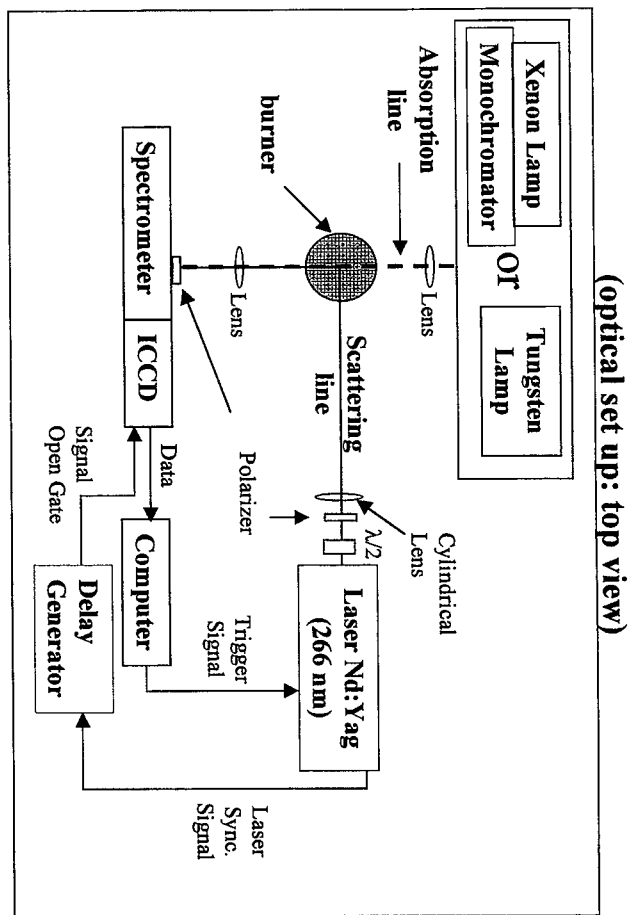 (optical set up: top view)
Xenon Lamp
Monochromator
Or
Tungsten
Lamp
Absorption
line
Lens
burner
Scattering
line
Lens
Cylindrical
Lens
λ/2
Polarizer
Laser Nd:Yag
(266 nm)
Spectrometer
ICCD
Data
Computer
Trigger
Signal
Signal
Open Gate
Delay
Generator
Laser
Sync.
Signal